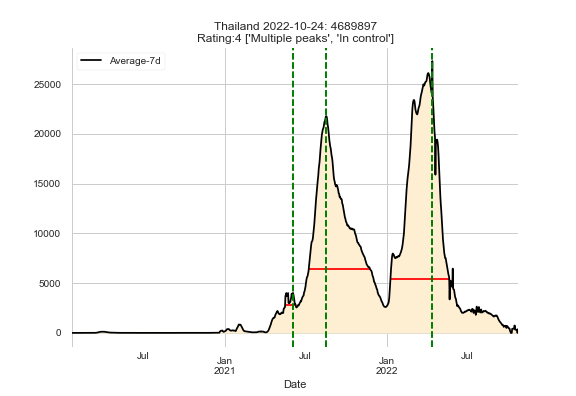 Thailand 2022-10-24: 4689897
Rating:4 ['Multiple peaks', 'In control']
Average-7d
25000
20000
15000
10000
5000
0
Jul
Jan
2021
Jul
Jan
2022
Jul
Date